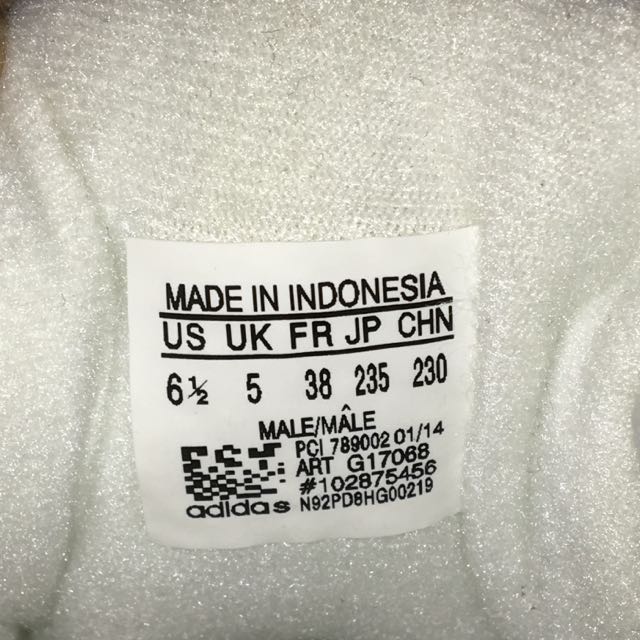 MADE IN INDONESIA
US UK FR JP CHN
6½ 5 38 235 230
MALE/MÂLE
PCI 789002 01/14
ART G17068
#102875456
adidas N92PD8HG00219